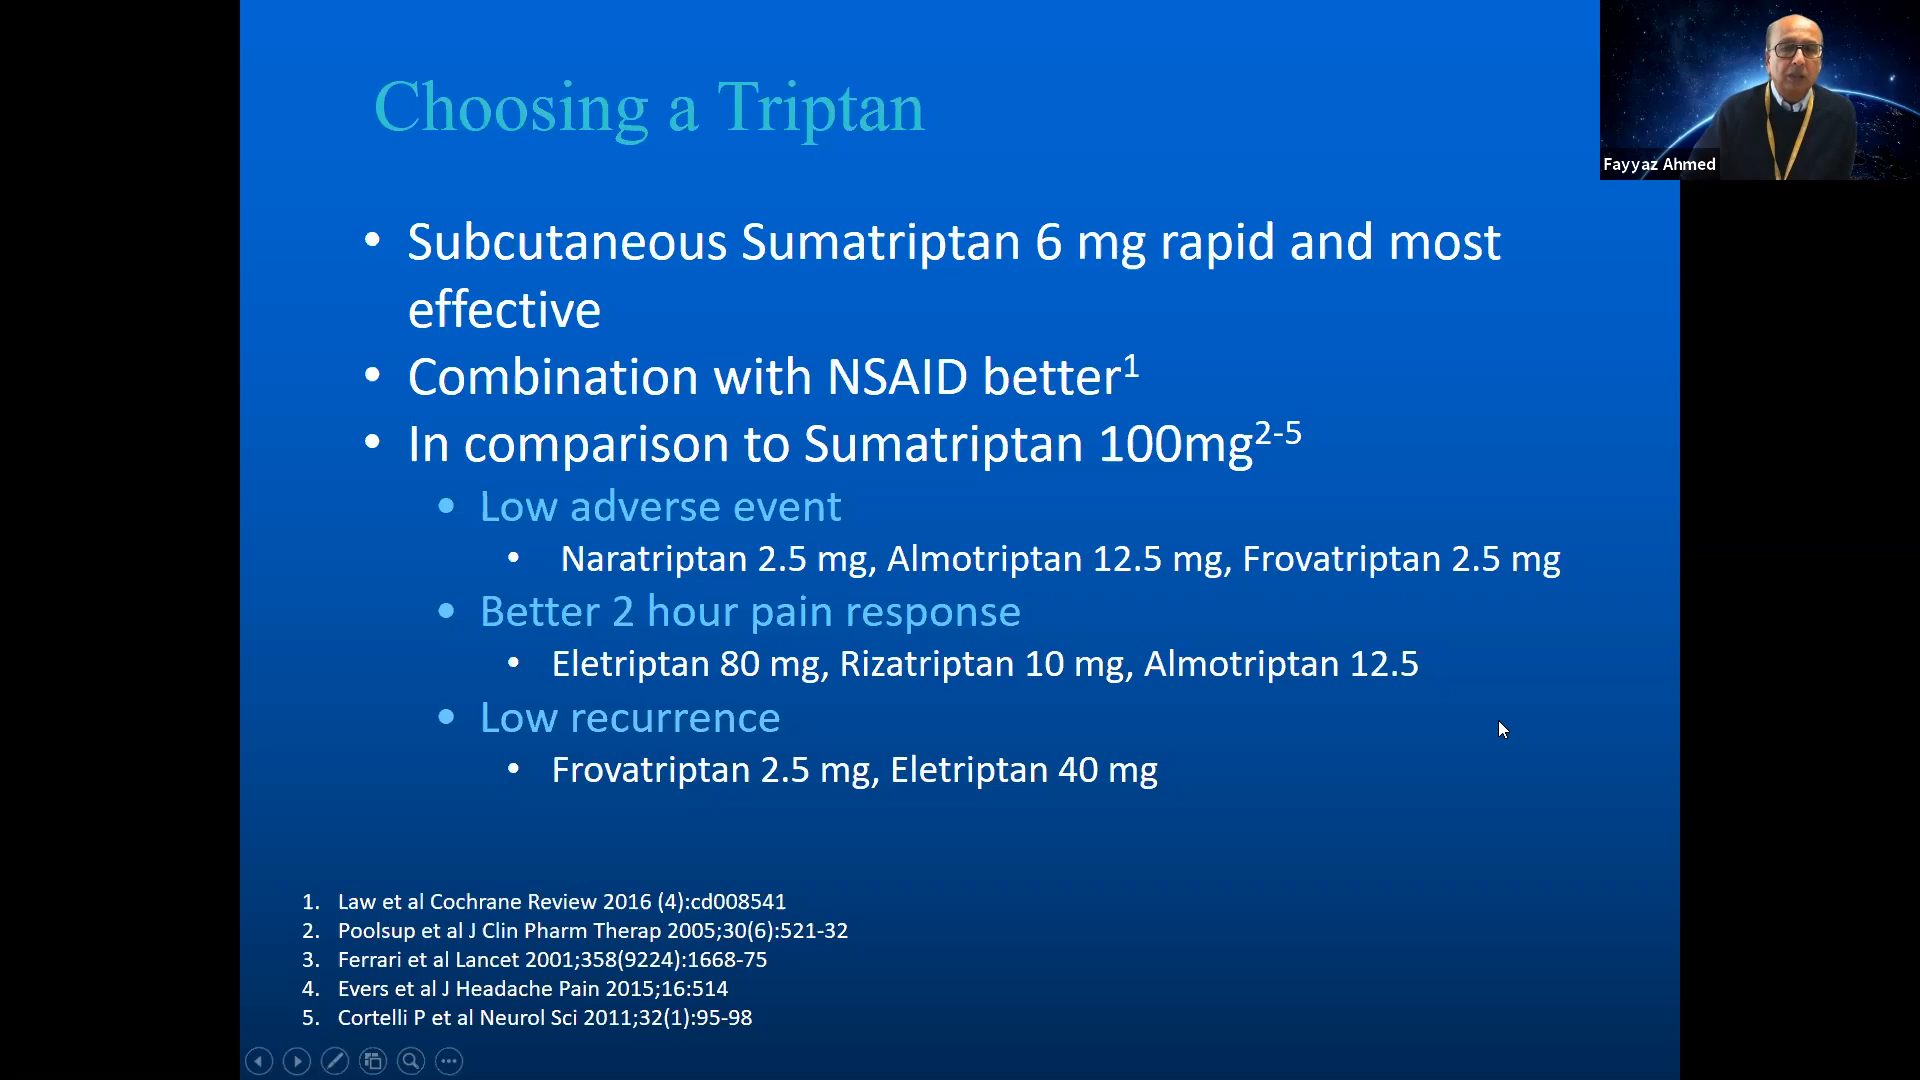 Choosing a Triptan
Fayyaz Ahmed
• Subcutaneous Sumatriptan 6 mg rapid and most
effective
• Combination with NSAID better¹
• In comparison to Sumatriptan 100mg²⁻⁵
• Low adverse event
• Naratriptan 2.5 mg, Almotriptan 12.5 mg, Frovatriptan 2.5 mg
• Better 2 hour pain response
• Eletriptan 80 mg, Rizatriptan 10 mg, Almotriptan 12.5
• Low recurrence
• Frovatriptan 2.5 mg, Eletriptan 40 mg
1. Law et al Cochrane Review 2016 (4):cd008541
2. Poolsup et al J Clin Pharm Therap 2005;30(6):521-32
3. Ferrari et al Lancet 2001;358(9224):1668-75
4. Evers et al J Headache Pain 2015;16:514
5. Cortelli P et al Neurol Sci 2011;32(1):95-98